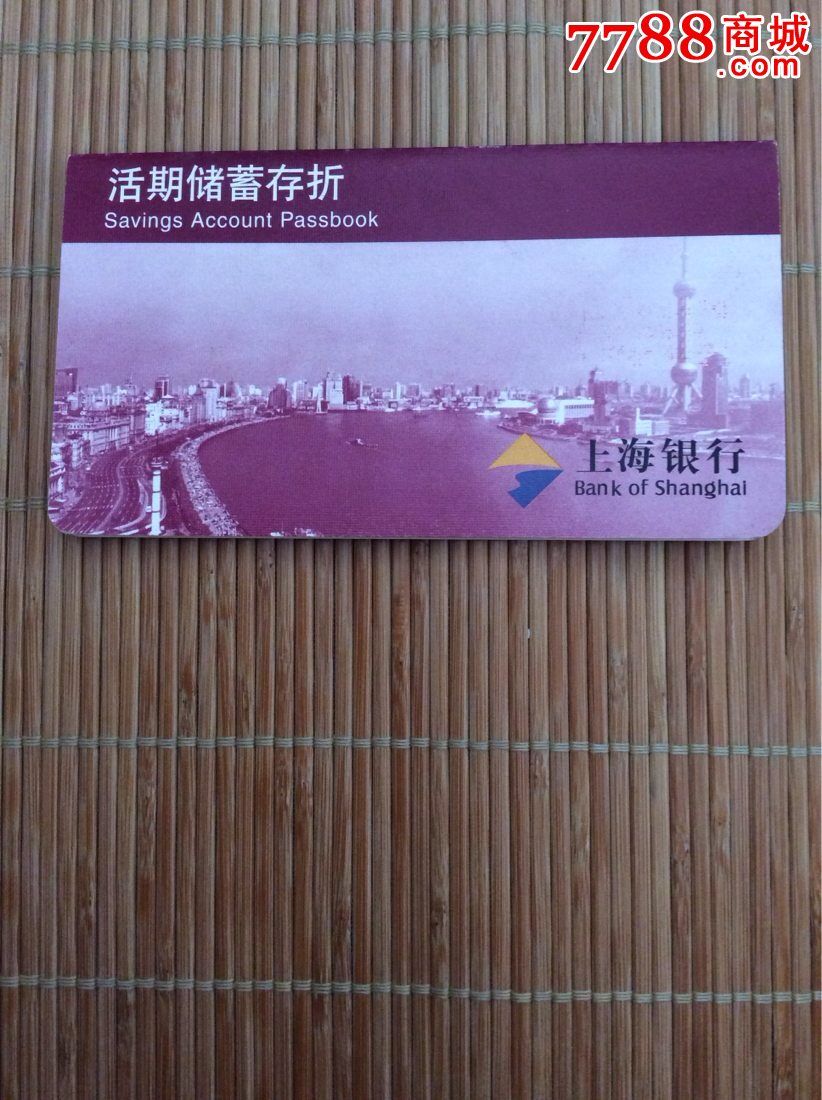 7788商城
.com
活期储蓄存折
Savings Account Passbook
上海银行
Bank of Shanghai